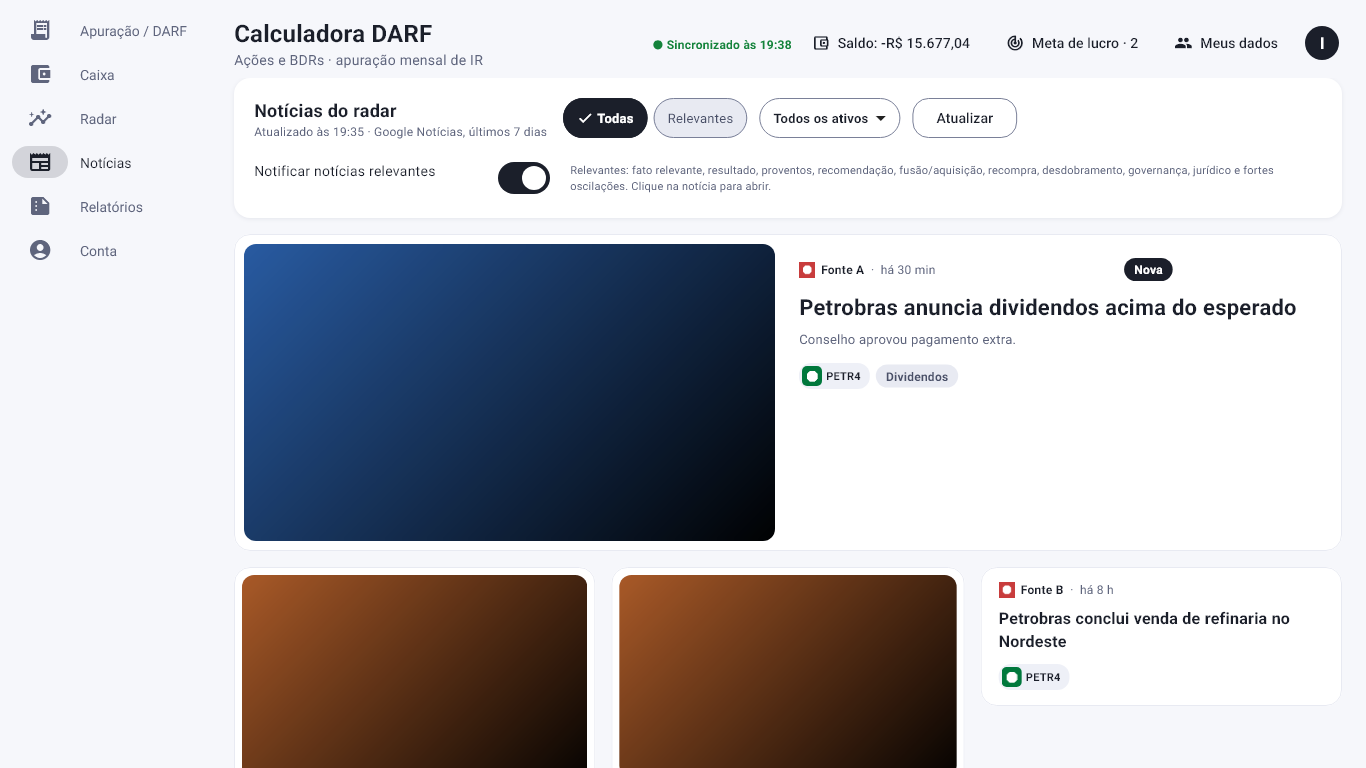 Apuração / DARF
Caixa
Radar
Notícias
Relatórios
Conta
Calculadora DARF
Ações e BDRs · apuração mensal de IR
Sincronizado às 19:38
Saldo: -R$ 15.677,04
Meta de lucro · 2
Meus dados
I
Notícias do radar
Atualizado às 19:35 · Google Notícias, últimos 7 dias
Todas
Relevantes
Todos os ativos
Atualizar
Notificar notícias relevantes
Relevantes: fato relevante, resultado, proventos, recomendação, fusão/aquisição, recompra, desdobramento, governança, jurídico e fortes
oscilações. Clique na notícia para abrir.
Fonte A · há 30 min
Nova
Petrobras anuncia dividendos acima do esperado
Conselho aprovou pagamento extra.
PETR4
Dividendos
Fonte B · há 8 h
Petrobras conclui venda de refinaria no
Nordeste
PETR4